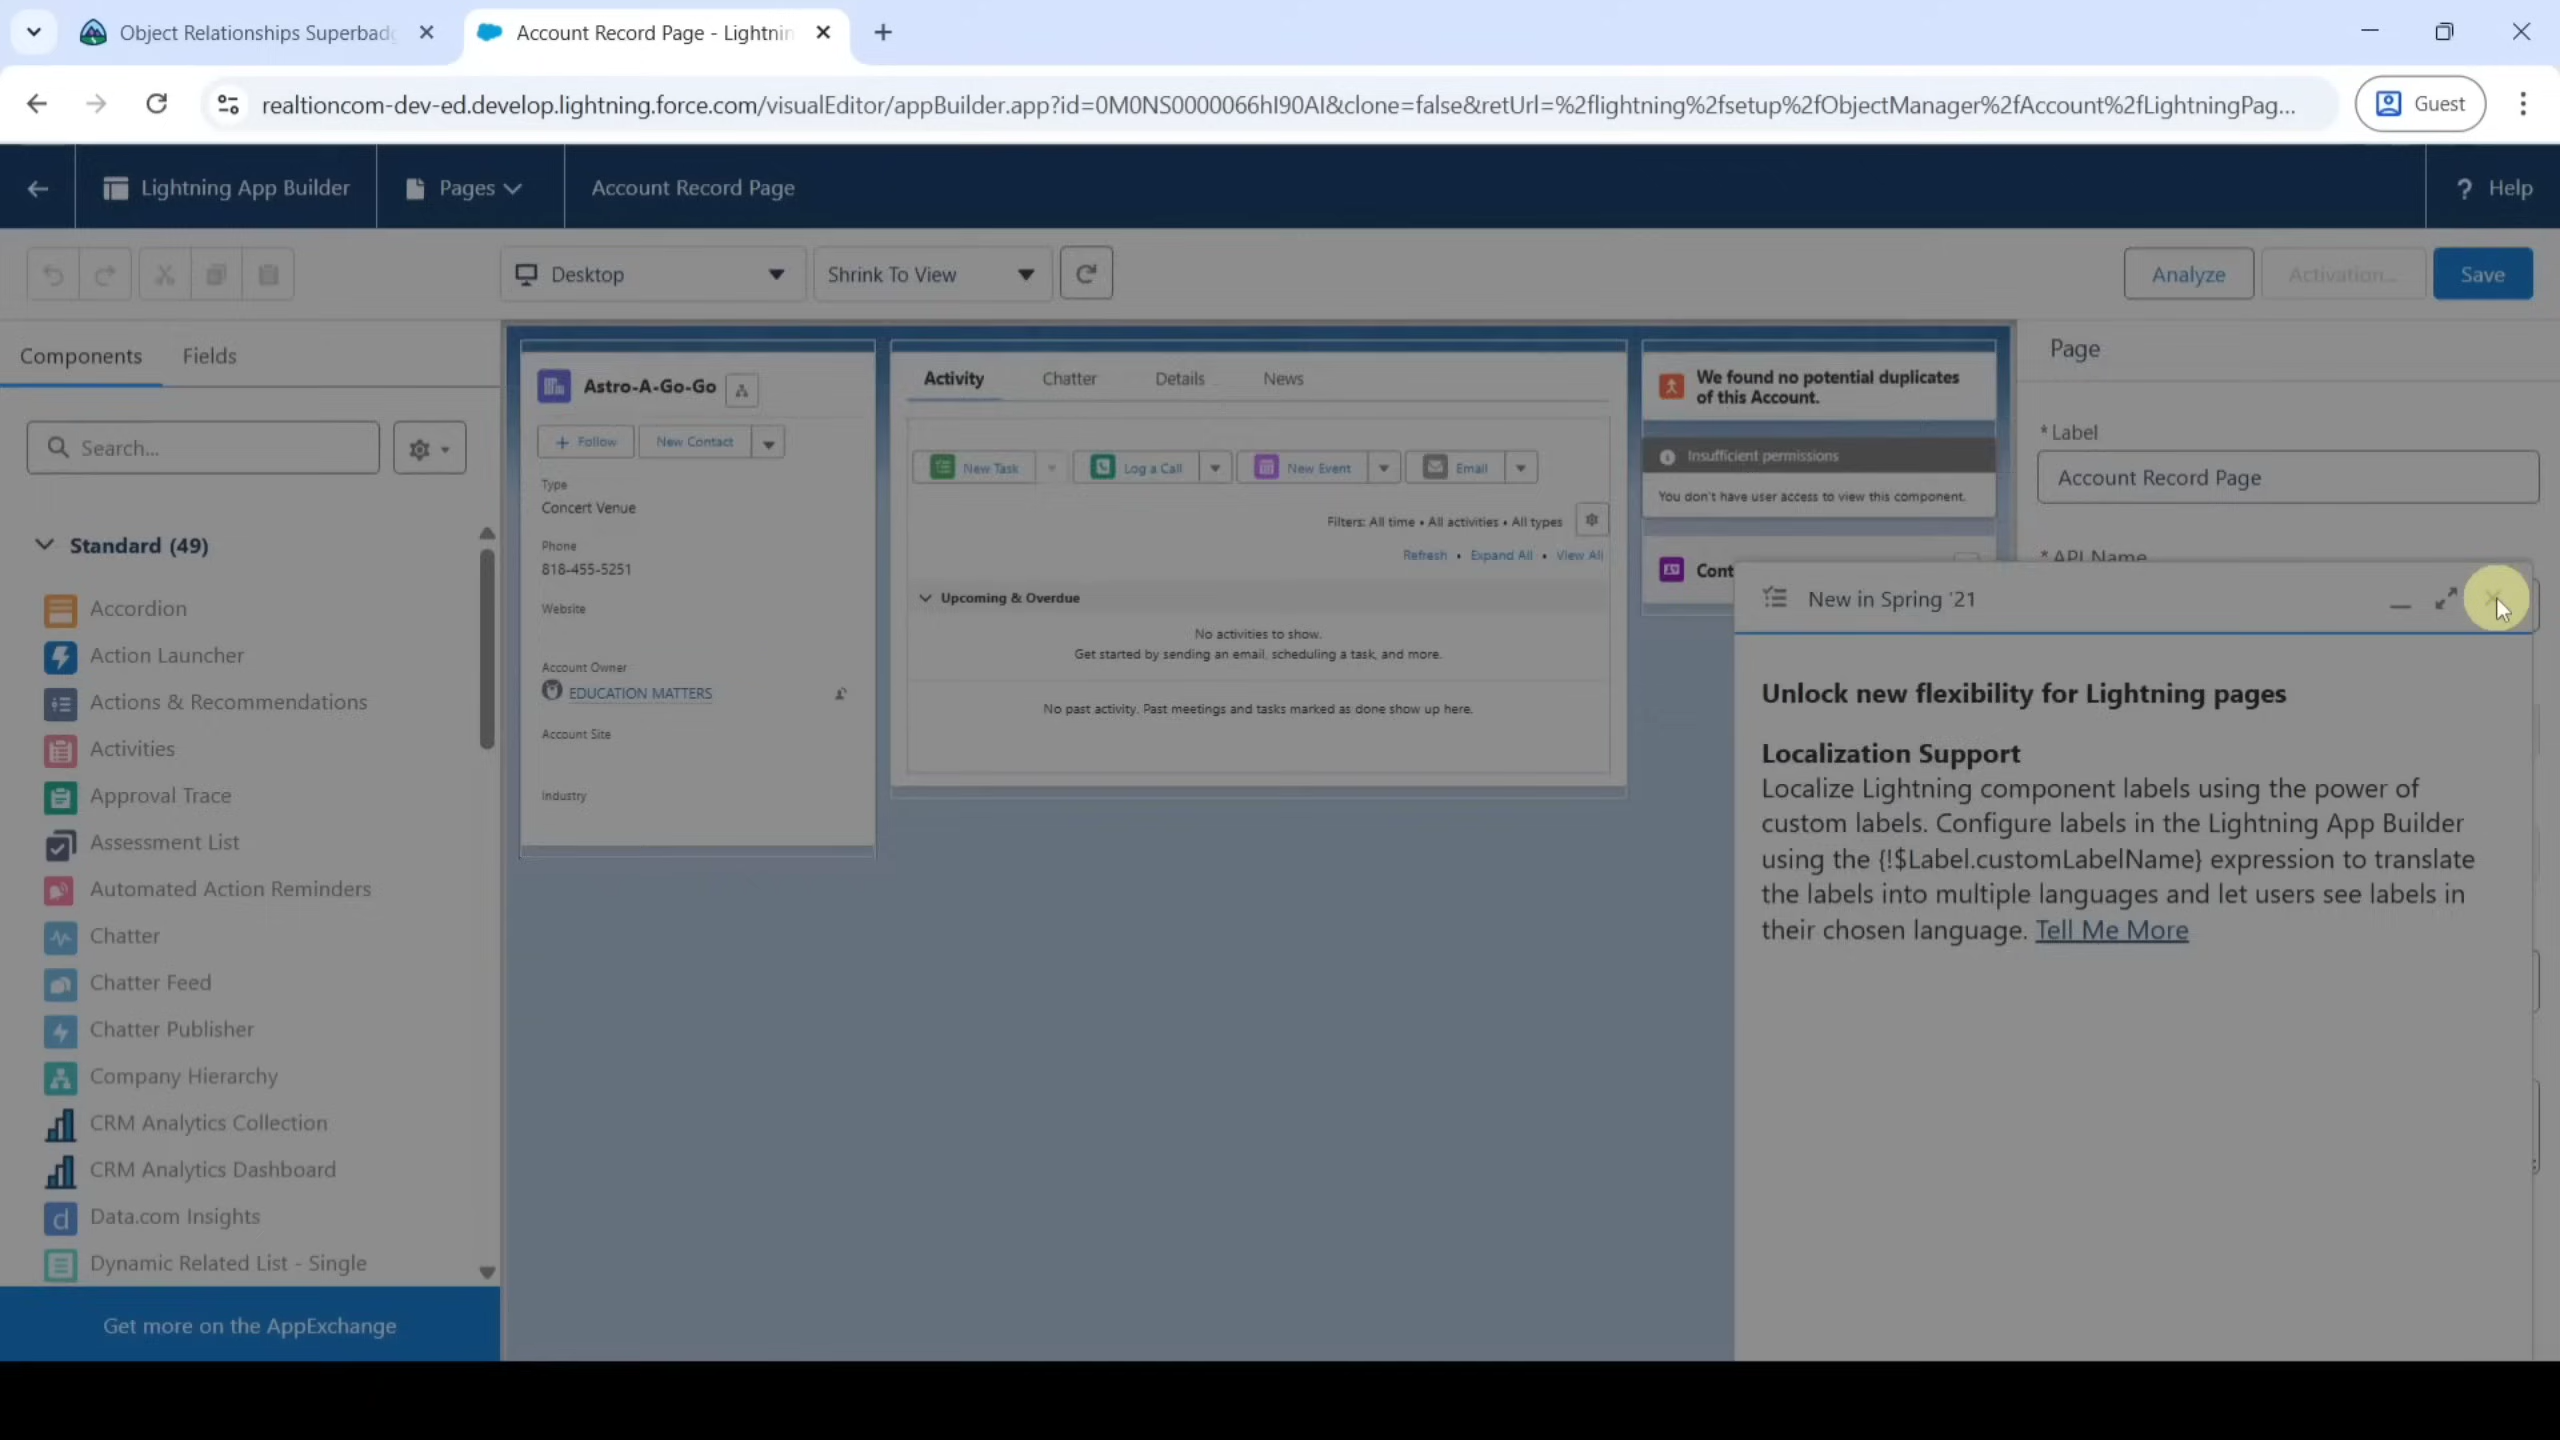 Object Relationships Superbadg
Account Record Page - Lightnin
realtioncom-dev-ed.develop.lightning.force.com/visualEditor/appBuilder.app?id=0M0NS0000066hI90AI&clone=false&retUrl=%2flightning%2fsetup%2fObjectManager%2fAccount%2fLightningPag...
Guest
Lightning App Builder
Pages
Account Record Page
? Help
Desktop
Shrink To View
Analyze
Activation...
Save
Components
Fields
Search...
Standard (49)
Accordion
Action Launcher
Actions & Recommendations
Activities
Approval Trace
Assessment List
Automated Action Reminders
Chatter
Chatter Feed
Chatter Publisher
Company Hierarchy
CRM Analytics Collection
CRM Analytics Dashboard
Data.com Insights
Dynamic Related List - Single
Get more on the AppExchange
Astro-A-Go-Go
Follow
New Contact
Type
Concert Venue
Phone
818-455-5251
Website
Account Owner
EDUCATION MATTERS
Account Site
Industry
Activity
Chatter
Details
News
New Task
Log a Call
New Event
Email
Filters: All time • All activities • All types
Refresh • Expand All • View All
Upcoming & Overdue
No activities to show.
Get started by sending an email, scheduling a task, and more.
No past activity. Past meetings and tasks marked as done show up here.
We found no potential duplicates
of this Account.
Insufficient permissions
You don't have user access to view this component.
Cont
Page
* Label
Account Record Page
* API Name
New in Spring '21
Unlock new flexibility for Lightning pages
Localization Support
Localize Lightning component labels using the power of
custom labels. Configure labels in the Lightning App Builder
using the {!$Label.customLabelName} expression to translate
the labels into multiple languages and let users see labels in
their chosen language. Tell Me More